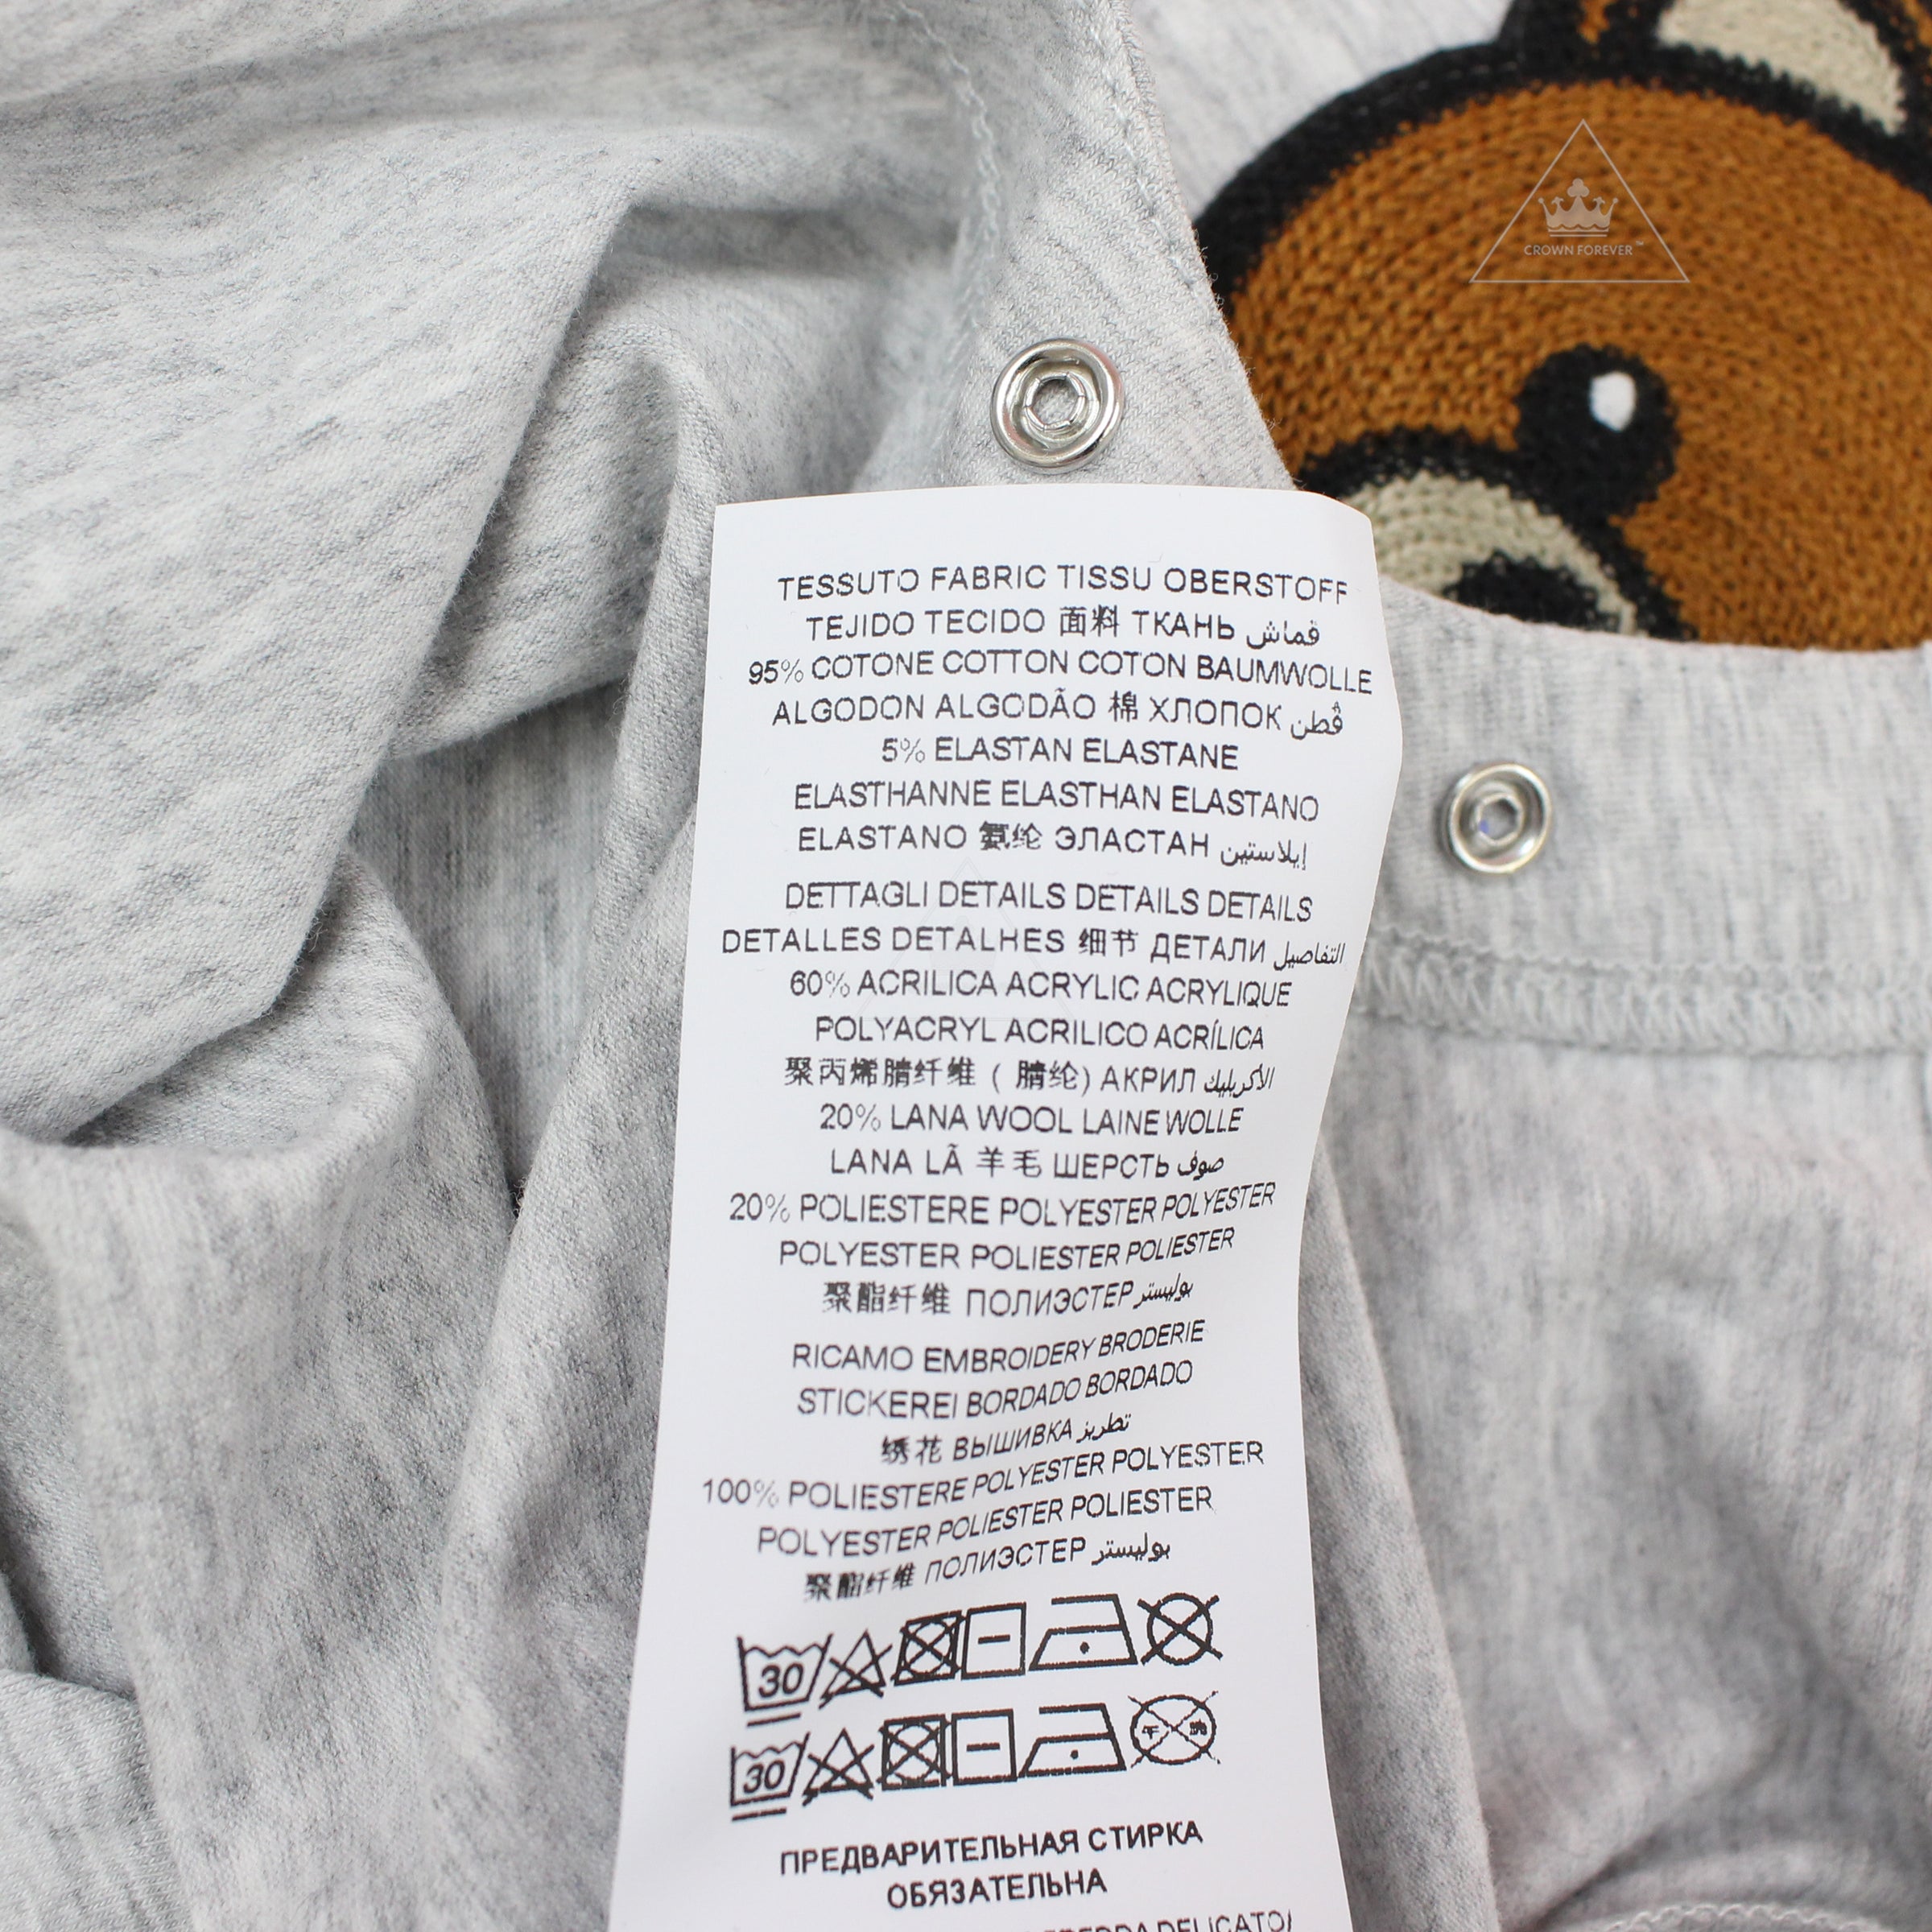 CROWN FOREVER™
TESSUTO FABRIC TISSU OBERSTOFF
TEJIDO TECIDO 面料 ТКАНЬ قماش
95% COTONE COTTON COTON BAUMWOLLE
ALGODON ALGODÃO 棉 ХЛОПОК قُطن
5% ELASTAN ELASTANE
ELASTHANNE ELASTHAN ELASTANO
ELASTANO 氨纶 ЭЛАСТАН إيلاستين
DETTAGLI DETAILS DETAILS DETAILS
DETALLES DETALHES 细节 ДЕТАЛИ التفاصيل
60% ACRILICA ACRYLIC ACRYLIQUE
POLYACRYL ACRILICO ACRÍLICA
聚丙烯腈纤维 ( 腈纶) АКРИЛ الأكريليك
20% LANA WOOL LAINE WOLLE
LANA LÃ 羊毛 ШЕРСТЬ صوف
20% POLIESTERE POLYESTER POLYESTER
POLYESTER POLIESTER POLIESTER
聚酯纤维 ПОЛИЭСТЕР بوليستر
RICAMO EMBROIDERY BRODERIE
STICKEREI BORDADO BORDADO
绣花 ВЫШИВКА تطريز
100% POLIESTERE POLYESTER POLYESTER
POLYESTER POLIESTER POLIESTER
聚酯纤维 ПОЛИЭСТЕР بوليستر
30
30 干洗
ПРЕДВАРИТЕЛЬНАЯ СТИРКА
ОБЯЗАТЕЛЬНА
DELICATO/